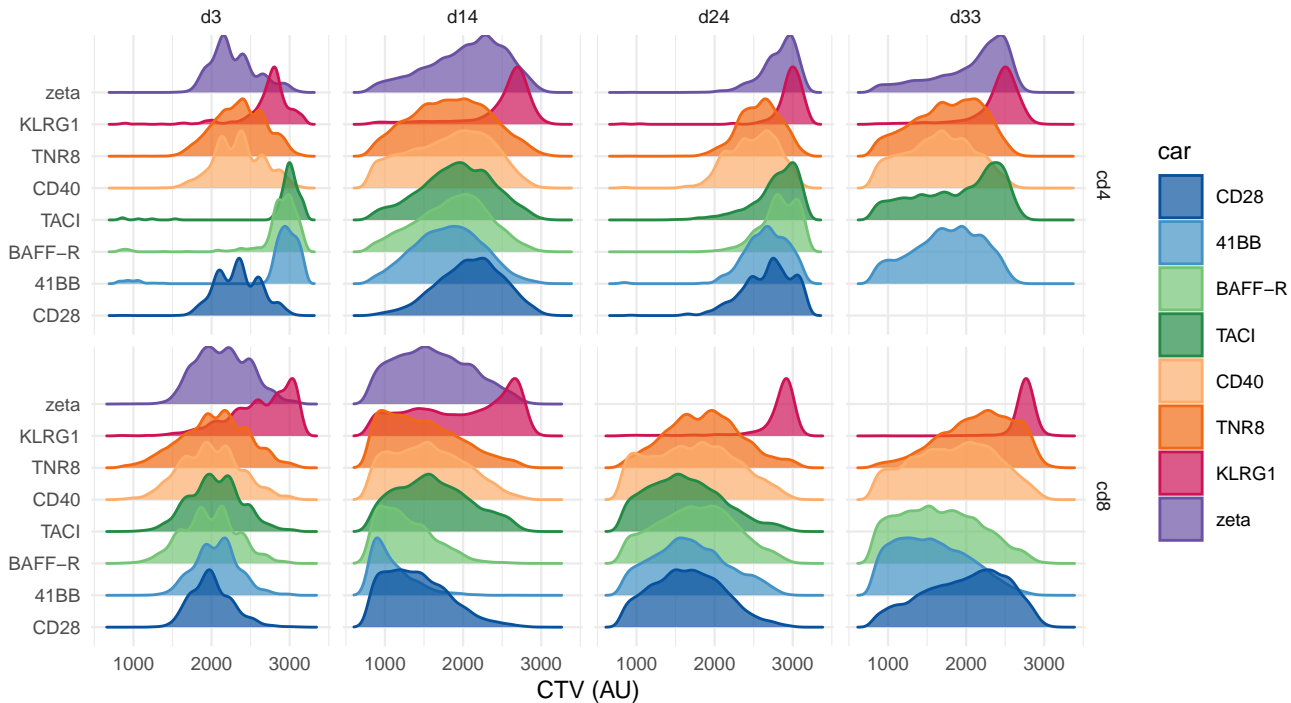 d3 d14 d24 d33
zeta
KLRG1
TNR8
CD40
TACI
BAFF−R
41BB
CD28
cd4
zeta
KLRG1
TNR8
CD40
TACI
BAFF−R
41BB
CD28
cd8
1000 2000 3000 1000 2000 3000 1000 2000 3000 1000 2000 3000
CTV (AU)
car
CD28
41BB
BAFF−R
TACI
CD40
TNR8
KLRG1
zeta